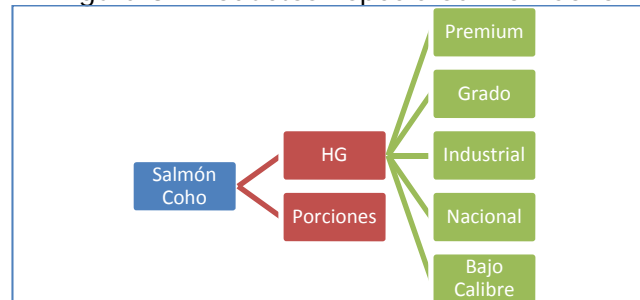 Premium
Grado
HG
Industrial
Salmón
Coho
Porciones
Nacional
Bajo
Calibre